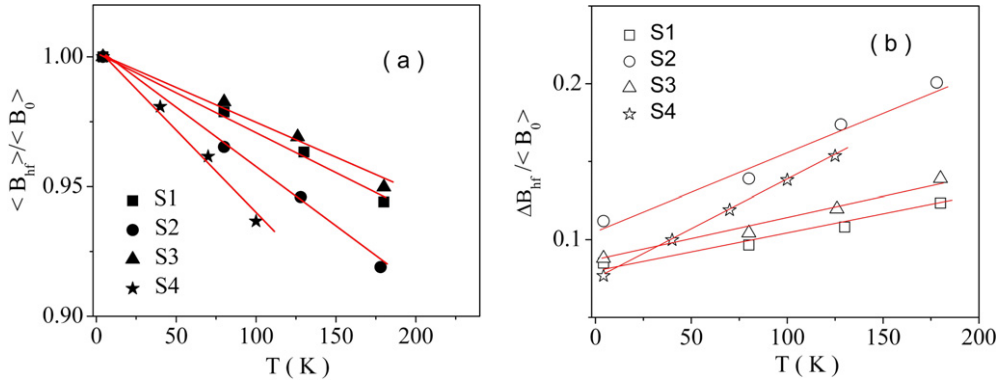 ( a )
1.00
0.95
0.90
< B_hf > / < B_0 >
S1
S2
S3
S4
0 50 100 150 200
T ( K )
( b )
S1
S2
S3
S4
0.2
0.1
ΔB_hf / < B_0 >
0 50 100 150 200
T ( K )